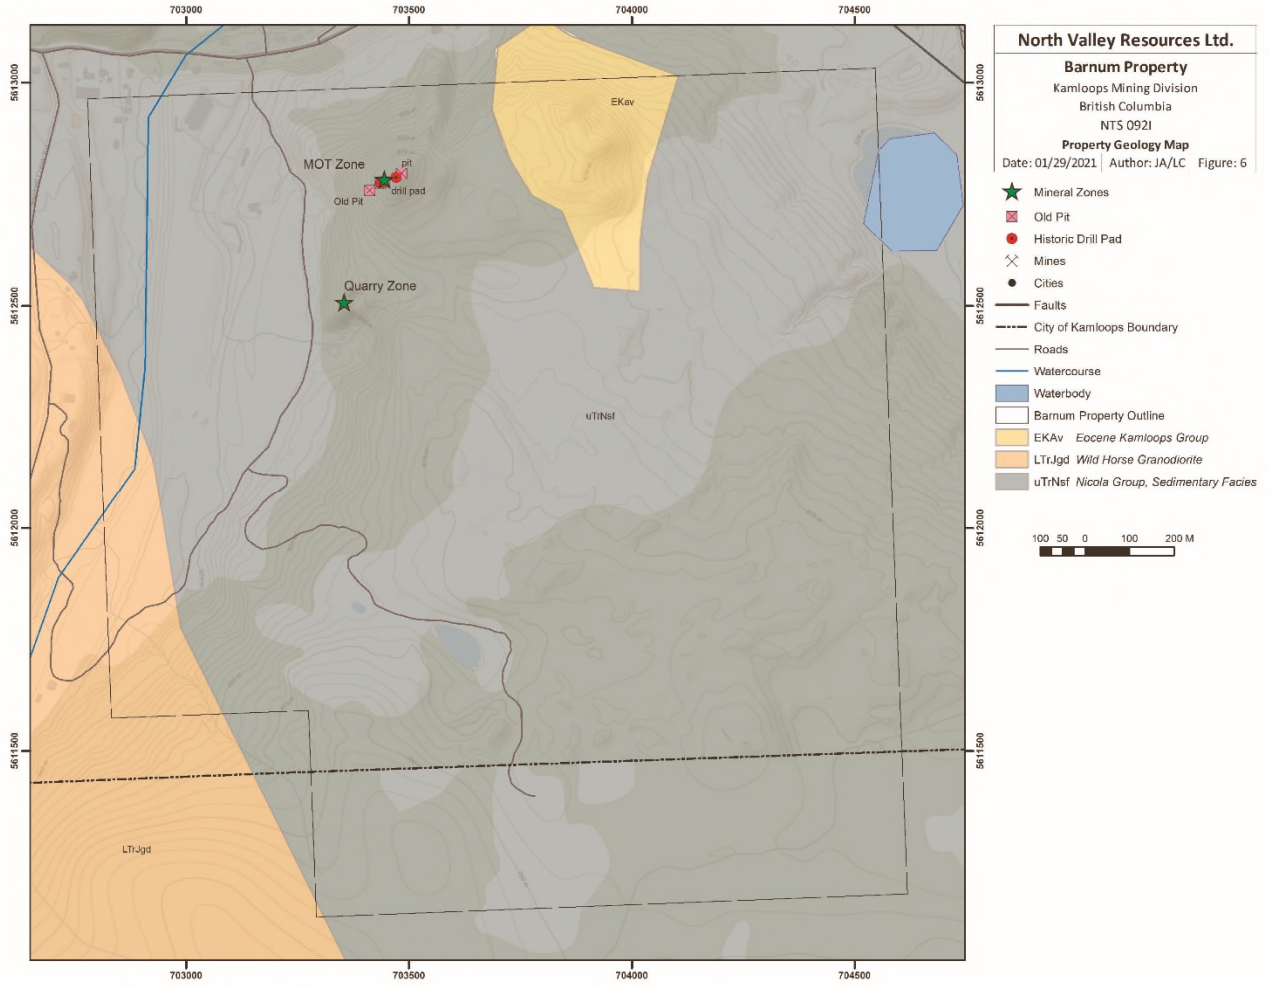 703000 703500 704000 704500
North Valley Resources Ltd.
Barnum Property
Kamloops Mining Division
British Columbia
NTS 092I
Property Geology Map
Date: 01/29/2021 Author: JA/LC Figure: 6
Mineral Zones
Old Pit
Historic Drill Pad
Mines
Cities
Faults
City of Kamloops Boundary
Roads
Watercourse
Waterbody
Barnum Property Outline
EKAv Eocene Kamloops Group
LTrJgd Wild Horse Granodiorite
uTrNsf Nicola Group, Sedimentary Facies
100 50 0 100 200 M
5613000
5613000
EKav
MOT Zone
pit
drill pad
Old Pit
Quarry Zone
5612500
5612500
uTrNsf
5612000
5612000
5611500
5611500
LTrJgd
703000 703500 704000 704500